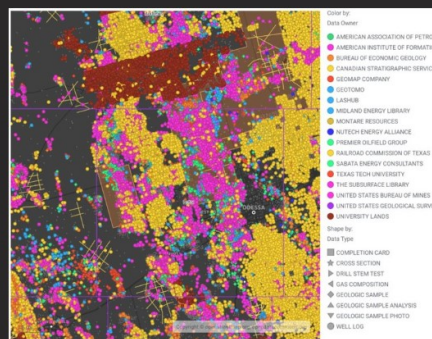 ODESSA
Color by:
Data Owner
AMERICAN ASSOCIATION OF PETRO
AMERICAN INSTITUTE OF FORMATI
BUREAU OF ECONOMIC GEOLOGY
CANADIAN STRATIGRAPHIC SERVIC
GEOMAP COMPANY
GEOTOMO
LASHUB
MIDLAND ENERGY LIBRARY
MONTARE RESOURCES
NUTECH ENERGY ALLIANCE
PREMIER OILFIELD GROUP
RAILROAD COMMISSION OF TEXAS
SABATA ENERGY CONSULTANTS
TEXAS TECH UNIVERSITY
THE SUBSURFACE LIBRARY
UNITED STATES BUREAU OF MINES
UNITED STATES GEOLOGICAL SURV
UNIVERSITY LANDS
Shape by:
Data Type
COMPLETION CARD
CROSS SECTION
DRILL STEM TEST
GAS COMPOSITION
GEOLOGIC SAMPLE
GEOLOGIC SAMPLE ANALYSIS
GEOLOGIC SAMPLE PHOTO
WELL LOG